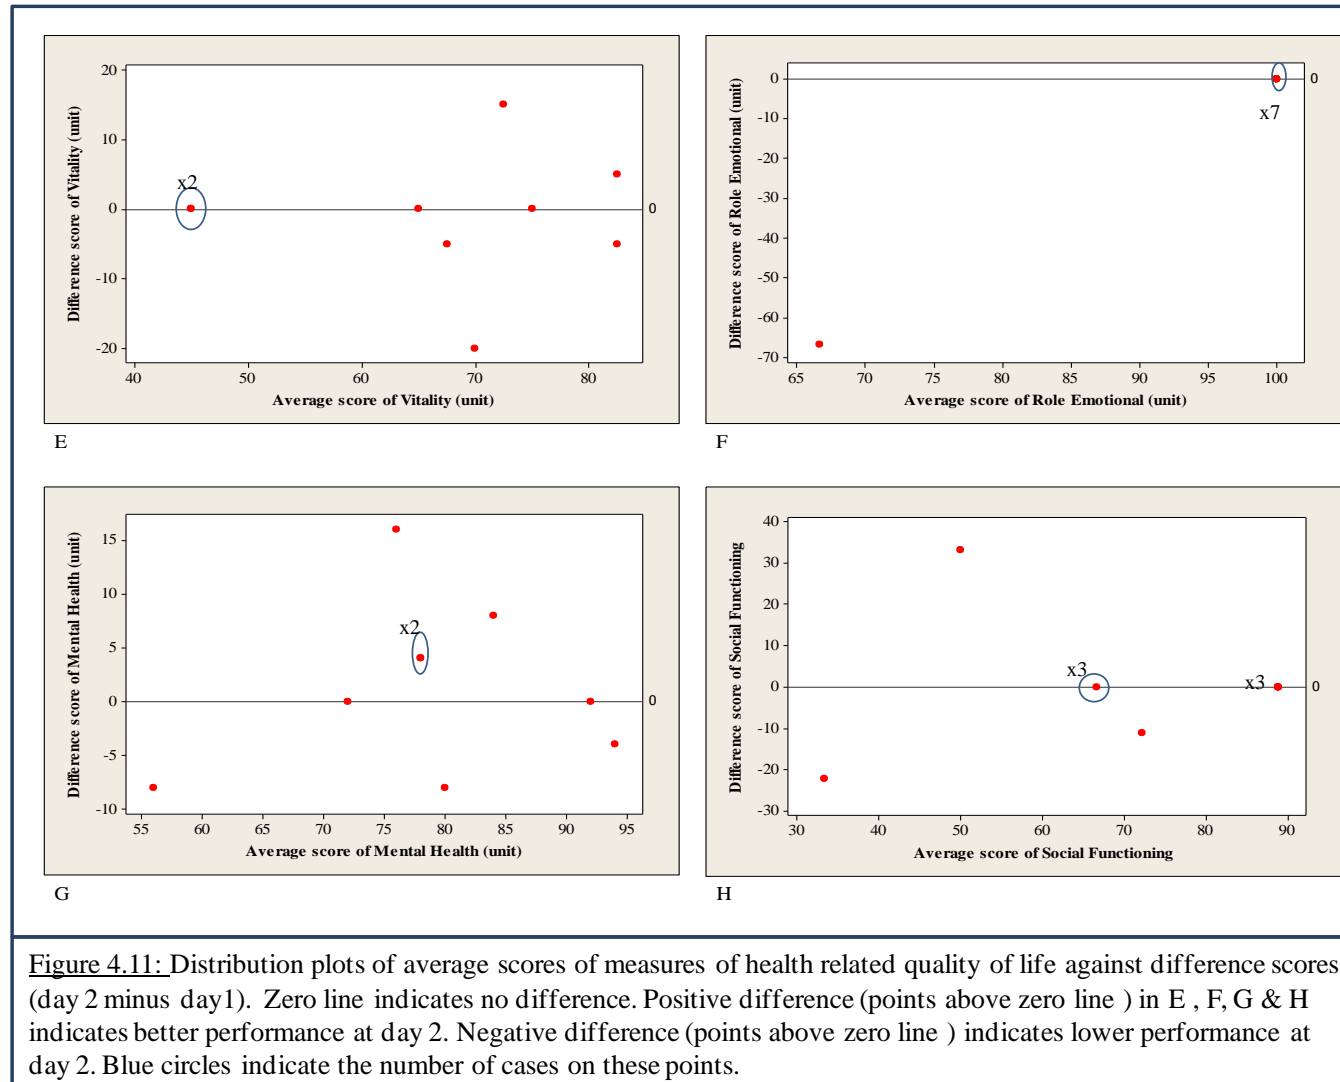 20
10
0
-10
-20
x2
0
40 50 60 70 80
Difference score of Vitality (unit)
Average score of Vitality (unit)
E
0
-10
-20
-30
-40
-50
-60
-70
0
x7
65 70 75 80 85 90 95 100
Difference score of Role Emotional (unit)
Average score of Role Emotional (unit)
F
15
10
5
0
-5
-10
x2
0
55 60 65 70 75 80 85 90 95
Difference score of Mental Health (unit)
Average score of Mental Health (unit)
G
40
30
20
10
0
-10
-20
-30
x3
x3
0
30 40 50 60 70 80 90
Difference score of Social Functioning
Average score of Social Functioning
H
Figure 4.11: Distribution plots of average scores of measures of health related quality of life against difference scores
(day 2 minus day1). Zero line indicates no difference. Positive difference (points above zero line ) in E , F, G & H
indicates better performance at day 2. Negative difference (points above zero line ) indicates lower performance at
day 2. Blue circles indicate the number of cases on these points.